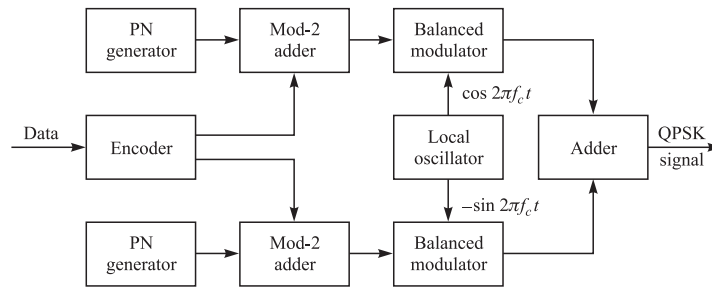 PN
generator
Mod-2
adder
Balanced
modulator
cos 2πf_c t
Data
Encoder
Local
oscillator
Adder
QPSK
signal
−sin 2πf_c t
PN
generator
Mod-2
adder
Balanced
modulator